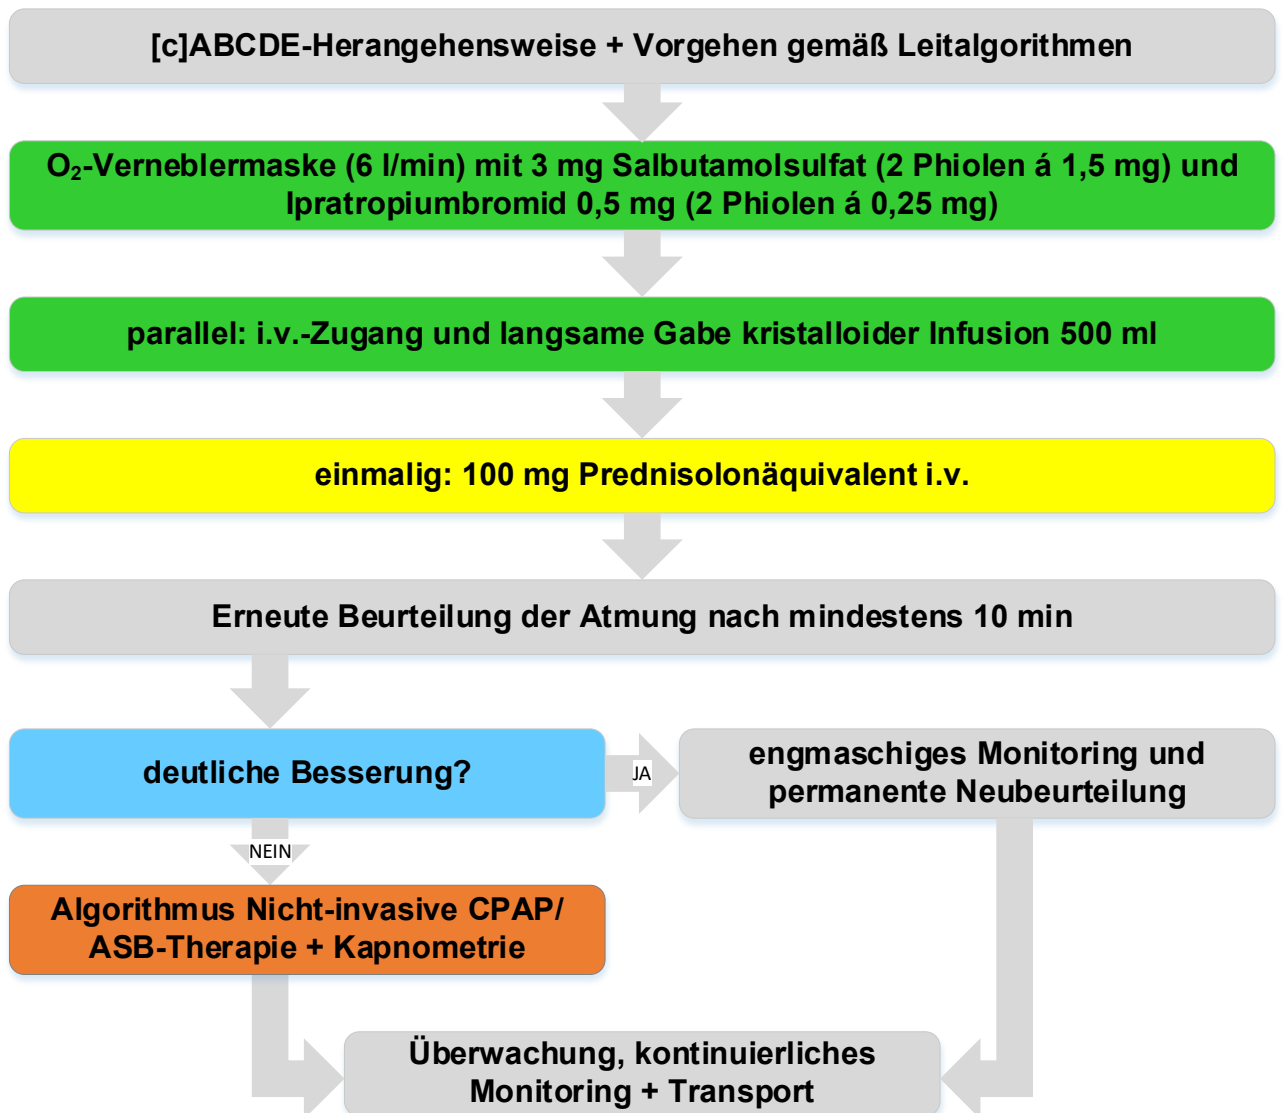 [c]ABCDE-Herangehensweise + Vorgehen gemäß Leitalgorithmen
O₂-Verneblermaske (6 l/min) mit 3 mg Salbutamolsulfat (2 Phiolen á 1,5 mg) und
Ipratropiumbromid 0,5 mg (2 Phiolen á 0,25 mg)
parallel: i.v.-Zugang und langsame Gabe kristalloider Infusion 500 ml
einmalig: 100 mg Prednisolonäquivalent i.v.
Erneute Beurteilung der Atmung nach mindestens 10 min
deutliche Besserung?
JA
engmaschiges Monitoring und
permanente Neubeurteilung
NEIN
Algorithmus Nicht-invasive CPAP/
ASB-Therapie + Kapnometrie
Überwachung, kontinuierliches
Monitoring + Transport